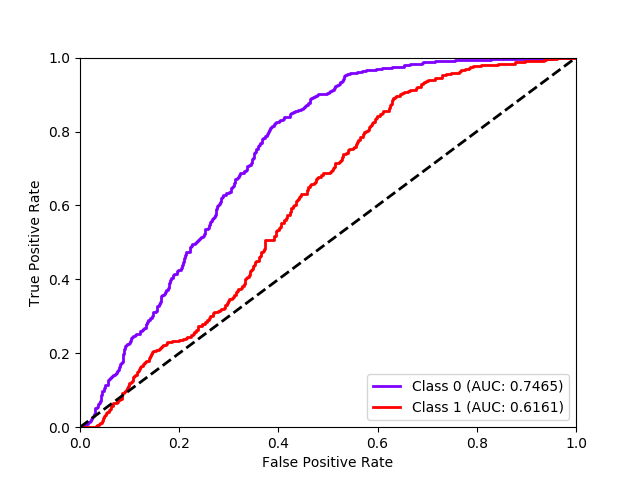 1.0
0.8
0.6
0.4
0.2
0.0
True Positive Rate
Class 0 (AUC: 0.7465)
Class 1 (AUC: 0.6161)
0.0 0.2 0.4 0.6 0.8 1.0
False Positive Rate